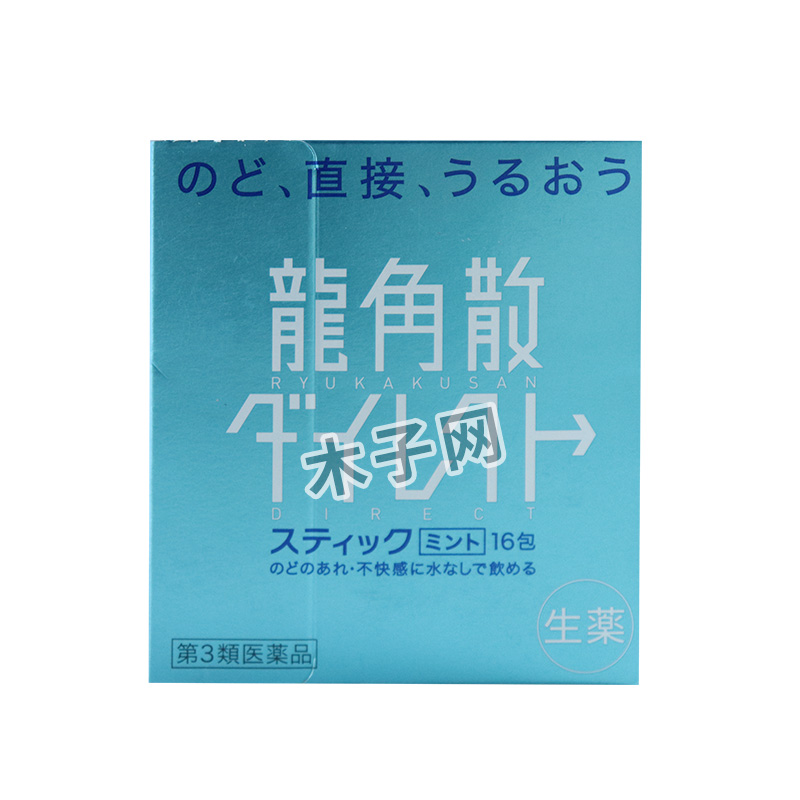 のど、直接、うるおう
龍角散
RYUKAKUSAN
ダイレクト
木子网
DIRECT
スティック ミント 16包
のどのあれ・不快感に水なしで飲める
生薬
第3類医薬品